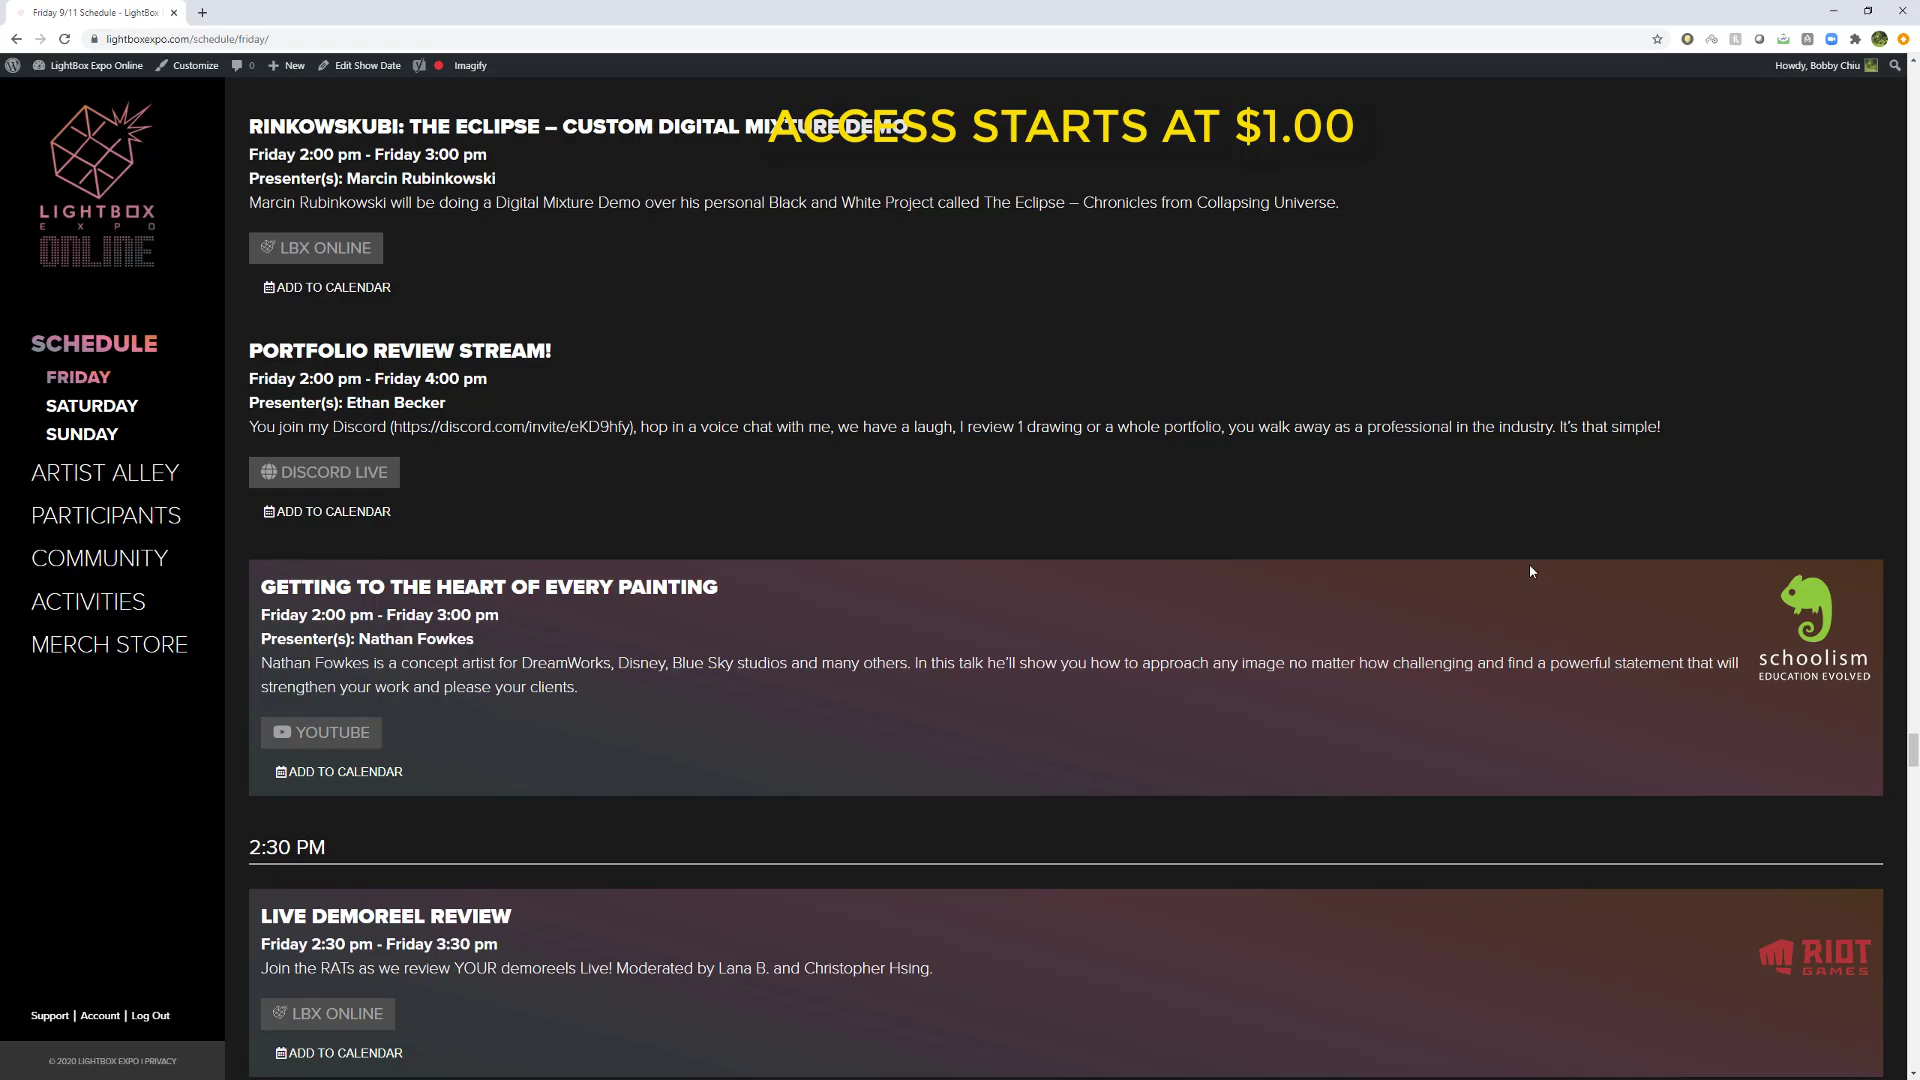 Friday 9/11 Schedule - LightBox
lightboxexpo.com/schedule/friday/
LightBox Expo Online
Customize
0
New
Edit Show Date
Imagify
Howdy, Bobby Chiu
LIGHTBOX
EXPO
ONLINE
SCHEDULE
FRIDAY
SATURDAY
SUNDAY
ARTIST ALLEY
PARTICIPANTS
COMMUNITY
ACTIVITIES
MERCH STORE
Support | Account | Log Out
© 2020 LIGHTBOX EXPO | PRIVACY
ACCESS STARTS AT $1.00
RINKOWSKUBI: THE ECLIPSE – CUSTOM DIGITAL MIXTURE DEMO
Friday 2:00 pm - Friday 3:00 pm
Presenter(s): Marcin Rubinkowski
Marcin Rubinkowski will be doing a Digital Mixture Demo over his personal Black and White Project called The Eclipse – Chronicles from Collapsing Universe.
LBX ONLINE
ADD TO CALENDAR
PORTFOLIO REVIEW STREAM!
Friday 2:00 pm - Friday 4:00 pm
Presenter(s): Ethan Becker
You join my Discord (https://discord.com/invite/eKD9hfy), hop in a voice chat with me, we have a laugh, I review 1 drawing or a whole portfolio, you walk away as a professional in the industry. It's that simple!
DISCORD LIVE
ADD TO CALENDAR
GETTING TO THE HEART OF EVERY PAINTING
Friday 2:00 pm - Friday 3:00 pm
Presenter(s): Nathan Fowkes
Nathan Fowkes is a concept artist for DreamWorks, Disney, Blue Sky studios and many others. In this talk he'll show you how to approach any image no matter how challenging and find a powerful statement that will
strengthen your work and please your clients.
schoolism
EDUCATION EVOLVED
YOUTUBE
ADD TO CALENDAR
2:30 PM
LIVE DEMOREEL REVIEW
Friday 2:30 pm - Friday 3:30 pm
Join the RATs as we review YOUR demoreels Live! Moderated by Lana B. and Christopher Hsing.
RIOT
GAMES
LBX ONLINE
ADD TO CALENDAR